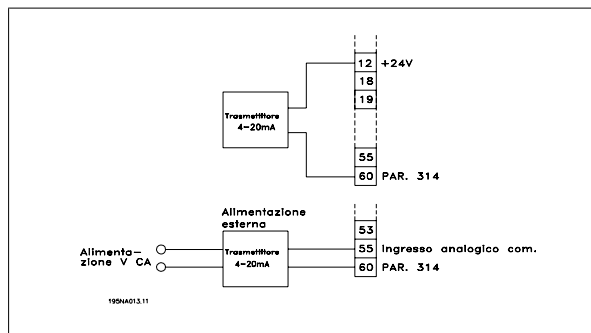 12 +24V
18
19
Trasmettitore
4-20mA
55
60 PAR. 314
Alimentazione
esterna
53
Alimenta-
zione V CA
Trasmettitore
4-20mA
55 Ingresso analogico com.
60 PAR. 314
195NA013.11